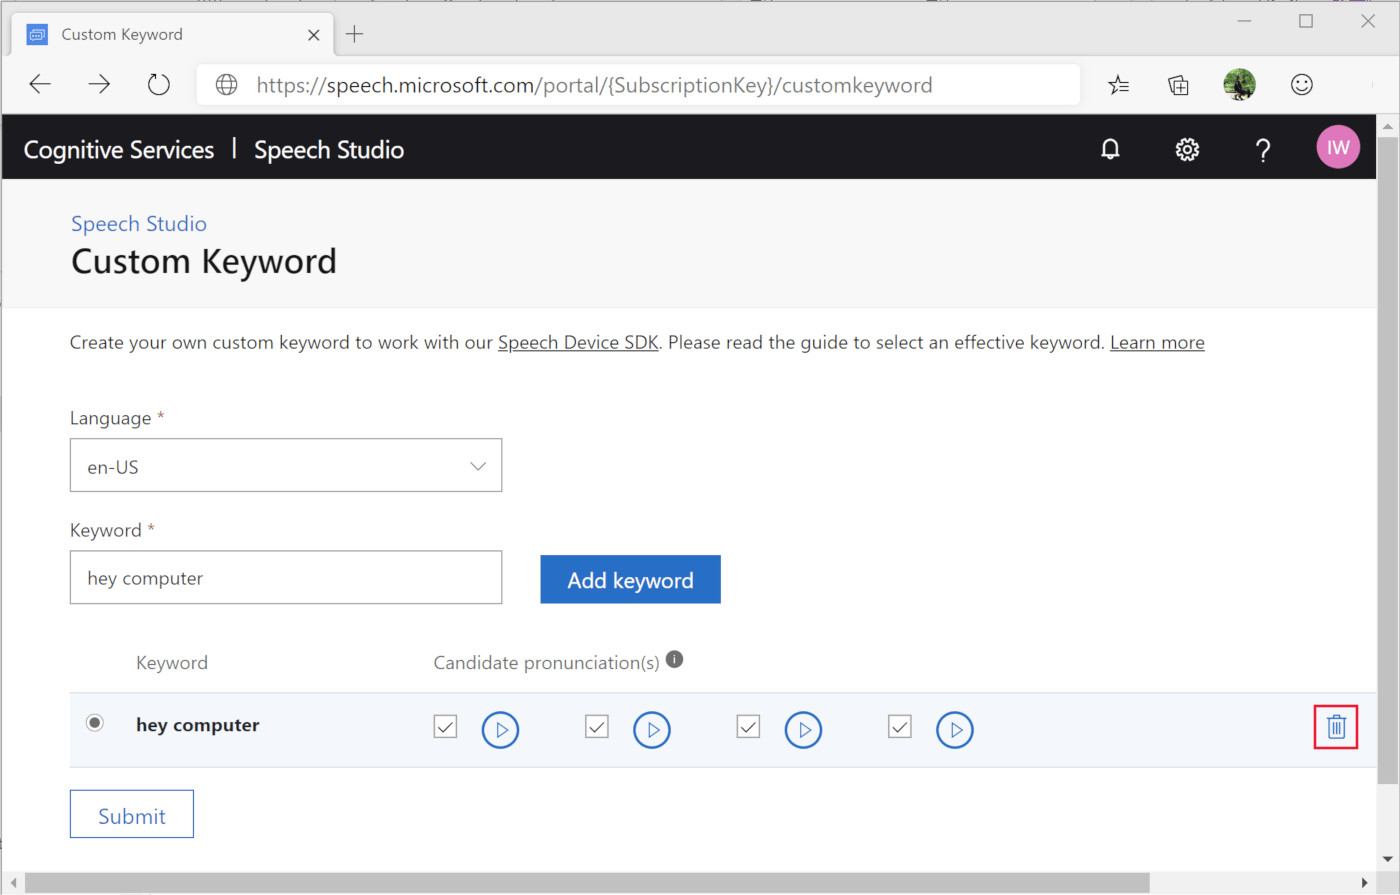 Custom Keyword
https://speech.microsoft.com/portal/{SubscriptionKey}/customkeyword
Cognitive Services | Speech Studio
IW
Speech Studio
Custom Keyword
Create your own custom keyword to work with our Speech Device SDK. Please read the guide to select an effective keyword. Learn more
Language *
en-US
Keyword *
hey computer
Add keyword
Keyword Candidate pronunciation(s)
hey computer
Submit